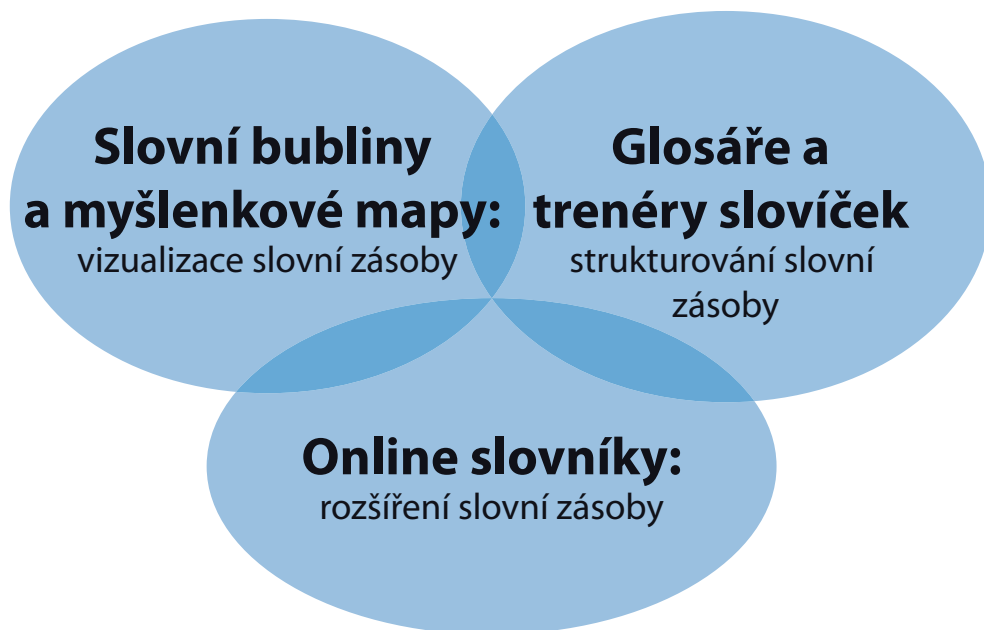 Slovní bubliny
a myšlenkové mapy:
vizualizace slovní zásoby
Glosáře a
trenéry slovíček
strukturování slovní
zásoby
Online slovníky:
rozšíření slovní zásoby